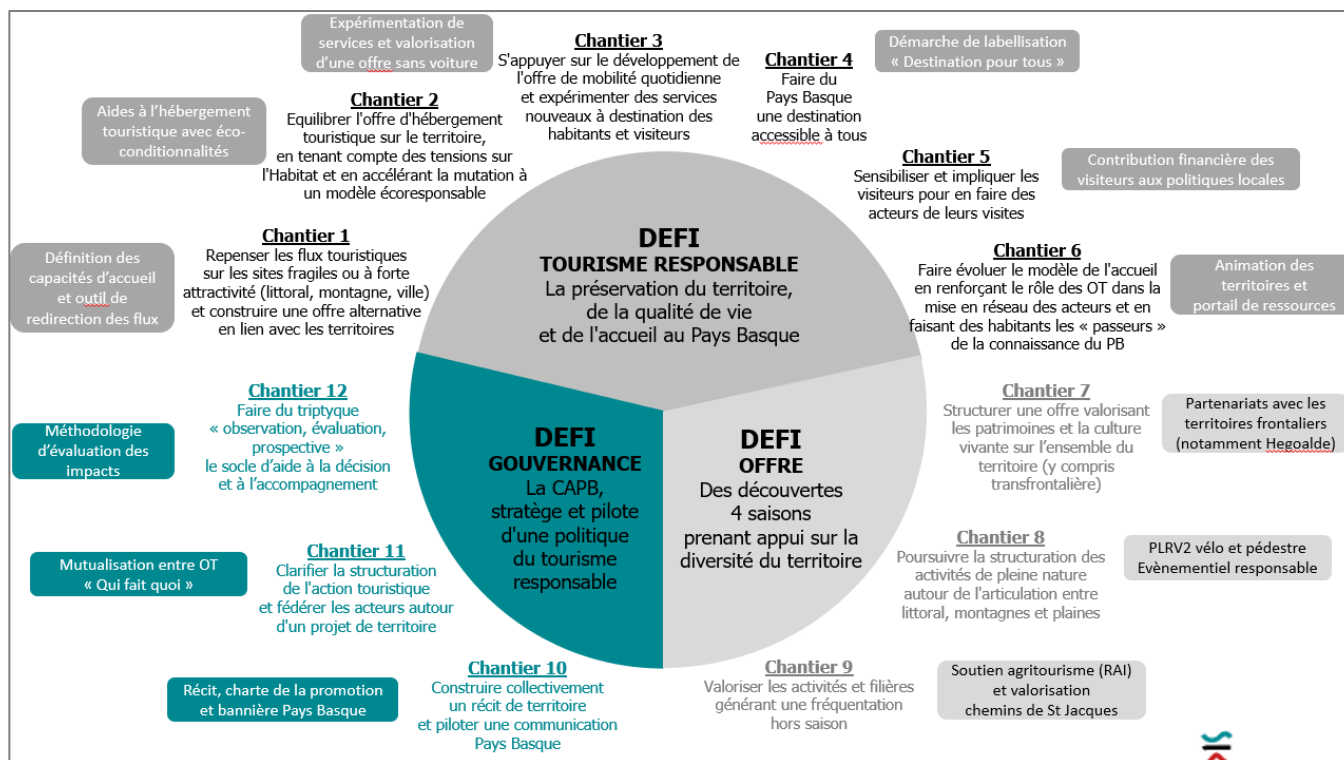 Expérimentation de
services et valorisation
d'une offre sans voiture
Chantier 3
S'appuyer sur le développement de
l'offre de mobilité quotidienne
et expérimenter des services
nouveaux à destination des
habitants et visiteurs
Chantier 4
Faire du
Pays Basque
une destination
accessible à tous
Démarche de labellisation
« Destination pour tous »
Aides à l'hébergement
touristique avec éco-
conditionnalités
Chantier 2
Equilibrer l'offre d'hébergement
touristique sur le territoire,
en tenant compte des tensions sur
l'Habitat et en accélérant la mutation à
un modèle écoresponsable
Chantier 5
Sensibiliser et impliquer les
visiteurs pour en faire des
acteurs de leurs visites
Contribution financière des
visiteurs aux politiques locales
Définition des
capacités d'accueil
et outil de
redirection des flux
Chantier 1
Repenser les flux touristiques
sur les sites fragiles ou à forte
attractivité (littoral, montagne, ville)
et construire une offre alternative
en lien avec les territoires
DEFI
TOURISME RESPONSABLE
La préservation du territoire,
de la qualité de vie
et de l'accueil au Pays Basque
Chantier 6
Faire évoluer le modèle de l'accueil
en renforçant le rôle des OT dans la
mise en réseau des acteurs et en
faisant des habitants les « passeurs »
de la connaissance du PB
Animation des
territoires et
portail de ressources
Méthodologie
d'évaluation des
impacts
Chantier 12
Faire du triptyque
« observation, évaluation,
prospective »
le socle d'aide à la décision
et à l'accompagnement
DEFI
GOUVERNANCE
La CAPB,
stratège et pilote
d'une politique
du tourisme
responsable
DEFI
OFFRE
Des découvertes
4 saisons
prenant appui sur la
diversité du territoire
Chantier 7
Structurer une offre valorisant
les patrimoines et la culture
vivante sur l'ensemble du
territoire (y compris
transfrontalière)
Partenariats avec les
territoires frontaliers
(notamment Hegoalde)
Mutualisation entre OT
« Qui fait quoi »
Chantier 11
Clarifier la structuration
de l'action touristique
et fédérer les acteurs autour
d'un projet de territoire
Chantier 8
Poursuivre la structuration des
activités de pleine nature
autour de l'articulation entre
littoral, montagnes et plaines
PLRV2 vélo et pédestre
Evènementiel responsable
Récit, charte de la promotion
et bannière Pays Basque
Chantier 10
Construire collectivement
un récit de territoire
et piloter une communication
Pays Basque
Chantier 9
Valoriser les activités et filières
générant une fréquentation
hors saison
Soutien agritourisme (RAI)
et valorisation
chemins de St Jacques